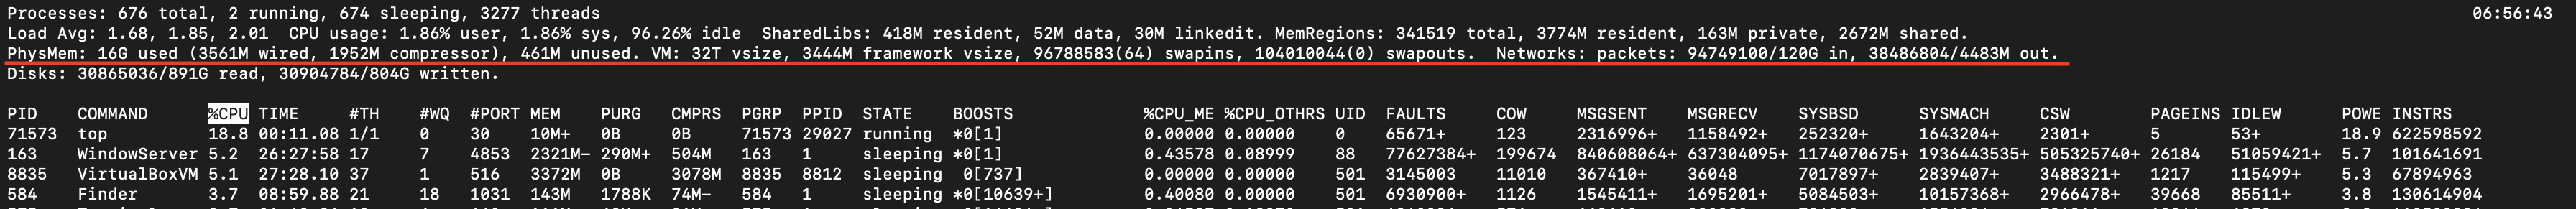 Processes: 676 total, 2 running, 674 sleeping, 3277 threads 06:56:43
Load Avg: 1.68, 1.85, 2.01 CPU usage: 1.86% user, 1.86% sys, 96.26% idle SharedLibs: 418M resident, 52M data, 30M linkedit. MemRegions: 341519 total, 3774M resident, 163M private, 2672M shared.
PhysMem: 16G used (3561M wired, 1952M compressor), 461M unused. VM: 32T vsize, 3444M framework vsize, 96788583(64) swapins, 104010044(0) swapouts. Networks: packets: 94749100/120G in, 38486804/4483M out.
Disks: 30865036/891G read, 30904784/804G written.
PID COMMAND %CPU TIME #TH #WQ #PORT MEM PURG CMPRS PGRP PPID STATE BOOSTS %CPU_ME %CPU_OTHRS UID FAULTS COW MSGSENT MSGRECV SYSBSD SYSMACH CSW PAGEINS IDLEW POWE INSTRS
71573 top 18.8 00:11.08 1/1 0 30 10M+ 0B 0B 71573 29027 running *0[1] 0.00000 0.00000 0 65671+ 123 2316996+ 1158492+ 252320+ 1643204+ 2301+ 5 53+ 18.9 622598592
163 WindowServer 5.2 26:27:58 17 7 4853 2321M- 290M+ 504M 163 1 sleeping *0[1] 0.43578 0.08999 88 77627384+ 199674 840608064+ 637304095+ 1174070675+ 1936443535+ 505325740+ 26184 51059421+ 5.7 101641691
8835 VirtualBoxVM 5.1 27:28.10 37 1 516 3372M 0B 3078M 8835 8812 sleeping 0[737] 0.00000 0.00000 501 3145003 11010 367410+ 36048 7017897+ 2839407+ 3488321+ 1217 115499+ 5.3 67894963
584 Finder 3.7 08:59.88 21 18 1031 143M 1788K 74M- 584 1 sleeping *0[10639+] 0.40080 0.00000 501 6930900+ 1126 1545411+ 1695201+ 5084503+ 10157368+ 2966478+ 39668 85511+ 3.8 130614904